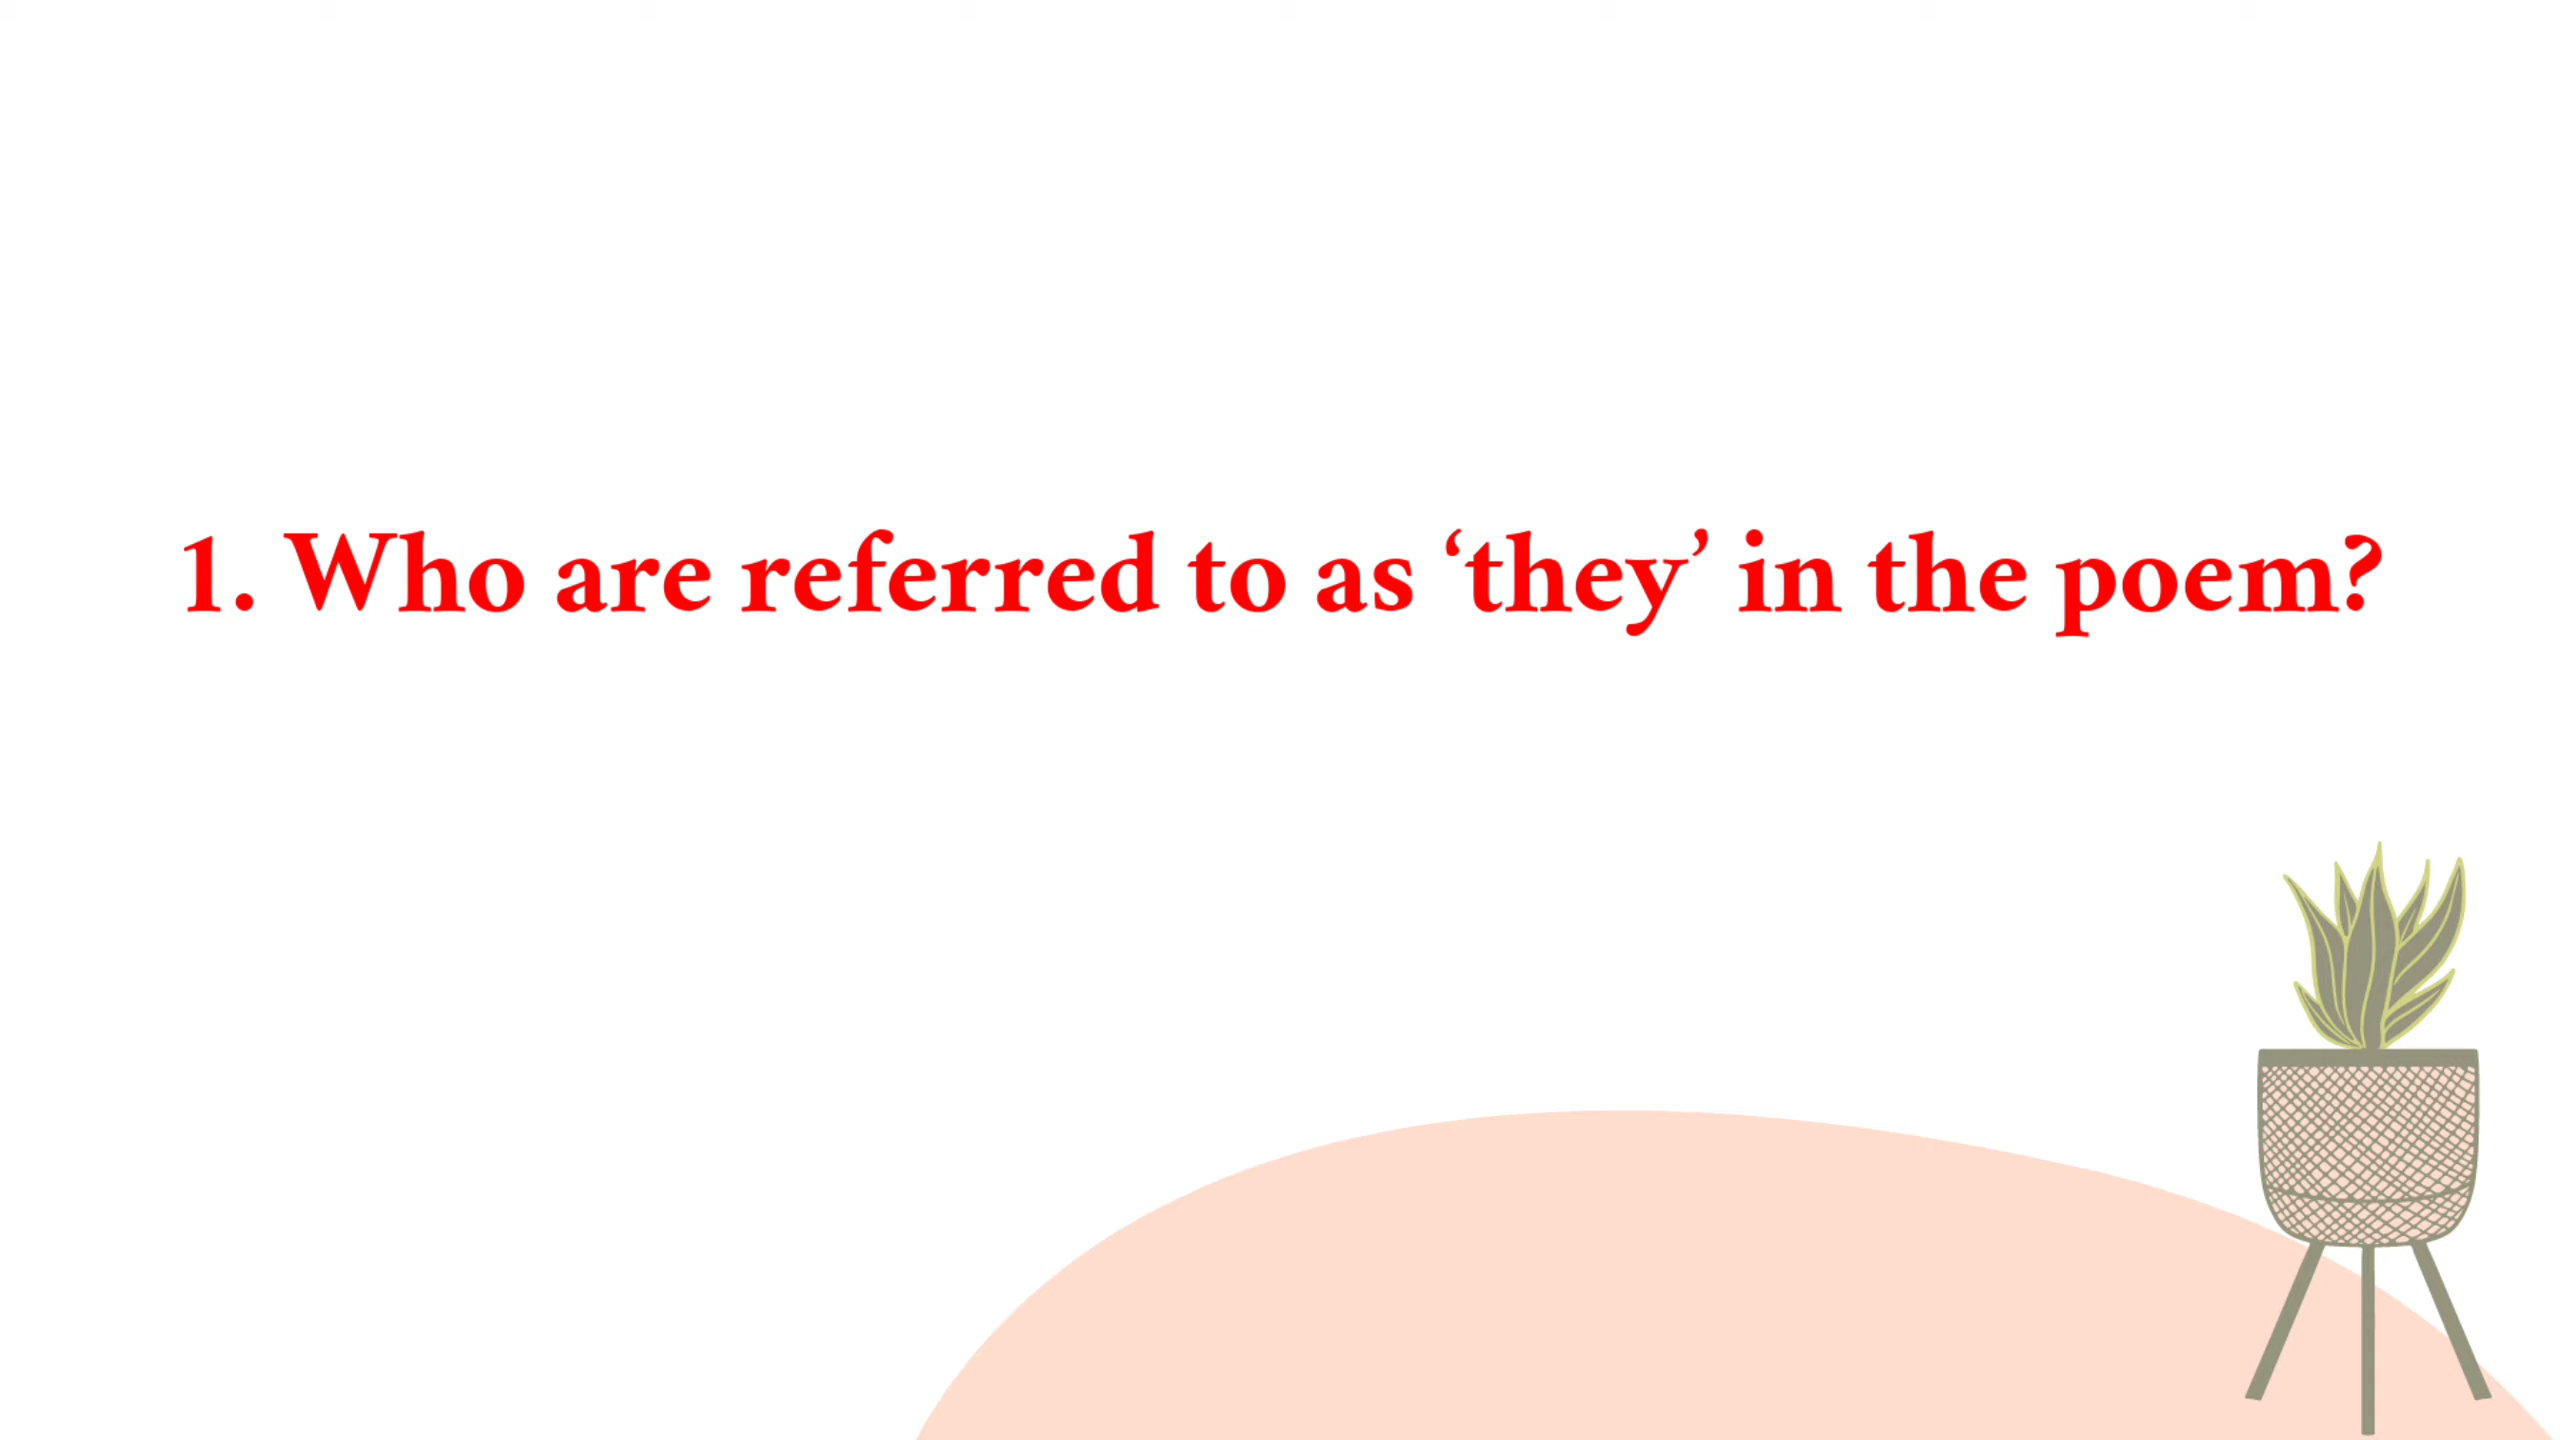 1. Who are referred to as ‘they’ in the poem?